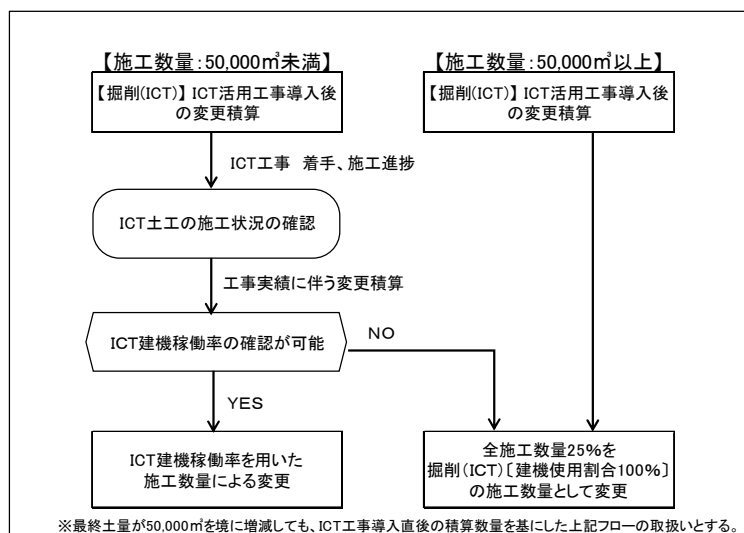 【施工数量：50,000㎥未満】
【掘削(ICT)】 ICT活用工事導入後
の変更積算
ICT工事　着手、施工進捗
ICT土工の施工状況の確認
工事実績に伴う変更積算
ICT建機稼働率の確認が可能
NO
YES
ICT建機稼働率を用いた
施工数量による変更
【施工数量：50,000㎥以上】
【掘削(ICT)】 ICT活用工事導入後
の変更積算
全施工数量25%を
掘削(ICT)〔建機使用割合100%〕
の施工数量として変更
※最終土量が50,000㎥を境に増減しても、ICT工事導入直後の積算数量を基にした上記フローの取扱いとする。